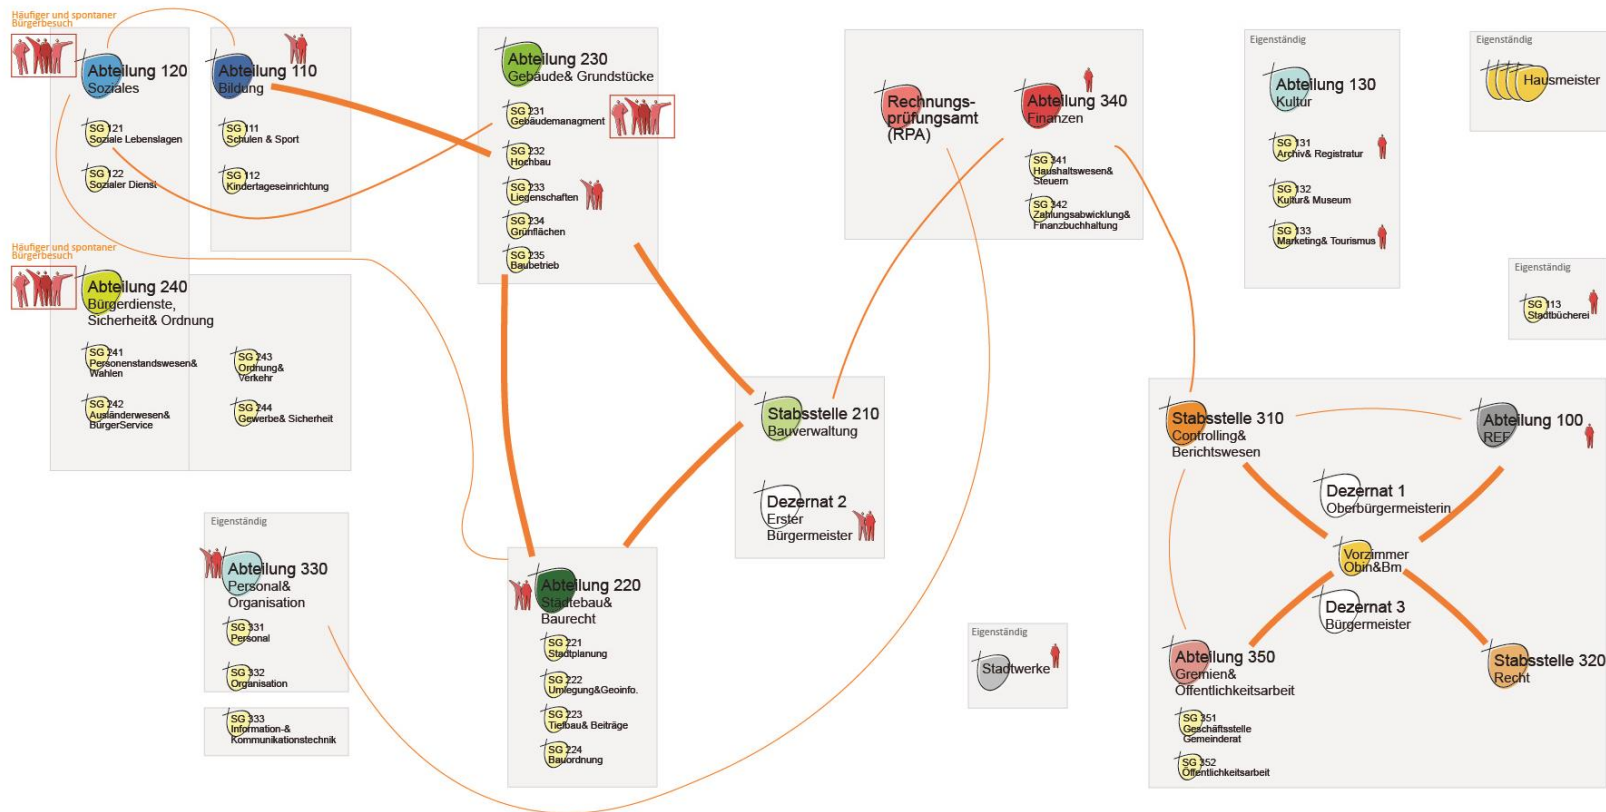 Häufiger und spontaner
Bürgerbesuch
Abteilung 120
Soziales
SG 121
Soziale Lebenslagen
SG 122
Sozialer Dienst
Abteilung 110
Bildung
SG 111
Schulen & Sport
SG 112
Kindertageseinrichtung
Abteilung 230
Gebäude& Grundstücke
SG 231
Gebäudemanagment
SG 232
Hochbau
SG 233
Liegenschaften
SG 234
Grünflächen
SG 235
Baubetrieb
Rechnungs-
prüfungsamt
(RPA)
Abteilung 340
Finanzen
SG 341
Haushaltswesen&
Steuern
SG 342
Zahlungsabwicklung&
Finanzbuchhaltung
Eigenständig
Abteilung 130
Kultur
SG 131
Archiv& Registratur
SG 132
Kultur& Museum
SG 133
Marketing& Tourismus
Eigenständig
Hausmeister
Eigenständig
SG 113
Stadtbücherei
Häufiger und spontaner
Bürgerbesuch
Abteilung 240
Bürgerdienste,
Sicherheit& Ordnung
SG 241
Personenstandswesen&
Wahlen
SG 242
Ausländerwesen&
BürgerService
SG 243
Ordnung&
Verkehr
SG 244
Gewerbe& Sicherheit
Stabsstelle 210
Bauverwaltung
Dezernat 2
Erster
Bürgermeister
Stabsstelle 310
Controlling&
Berichtswesen
Abteilung 100
REF
Dezernat 1
Oberbürgermeisterin
Vorzimmer
Obin&Bm
Dezernat 3
Bürgermeister
Abteilung 350
Gremien&
Öffentlichkeitsarbeit
SG 351
Geschäftsstelle
Gemeinderat
SG 352
Öffentlichkeitsarbeit
Stabsstelle 320
Recht
Eigenständig
Abteilung 330
Personal&
Organisation
SG 331
Personal
SG 332
Organisation
SG 333
Information-&
Kommunikationstechnik
Abteilung 220
Städtebau&
Baurecht
SG 221
Stadtplanung
SG 222
Umlegung&Geoinfo.
SG 223
Tiefbau& Beiträge
SG 224
Bauordnung
Eigenständig
Stadtwerke